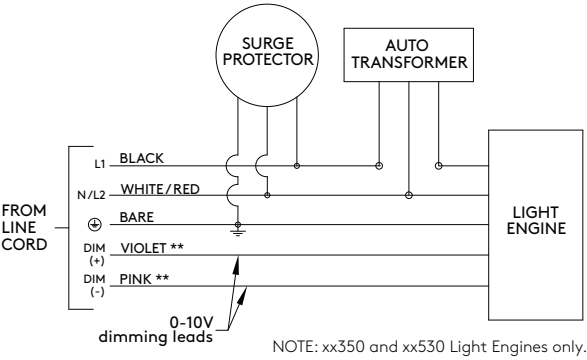 SURGE
PROTECTOR
AUTO
TRANSFORMER
L1 BLACK
N/L2 WHITE/RED
BARE
FROM
LINE
CORD
LIGHT
ENGINE
DIM
(+)
VIOLET **
DIM
(-)
PINK **
0-10V
dimming leads
NOTE: xx350 and xx530 Light Engines only.